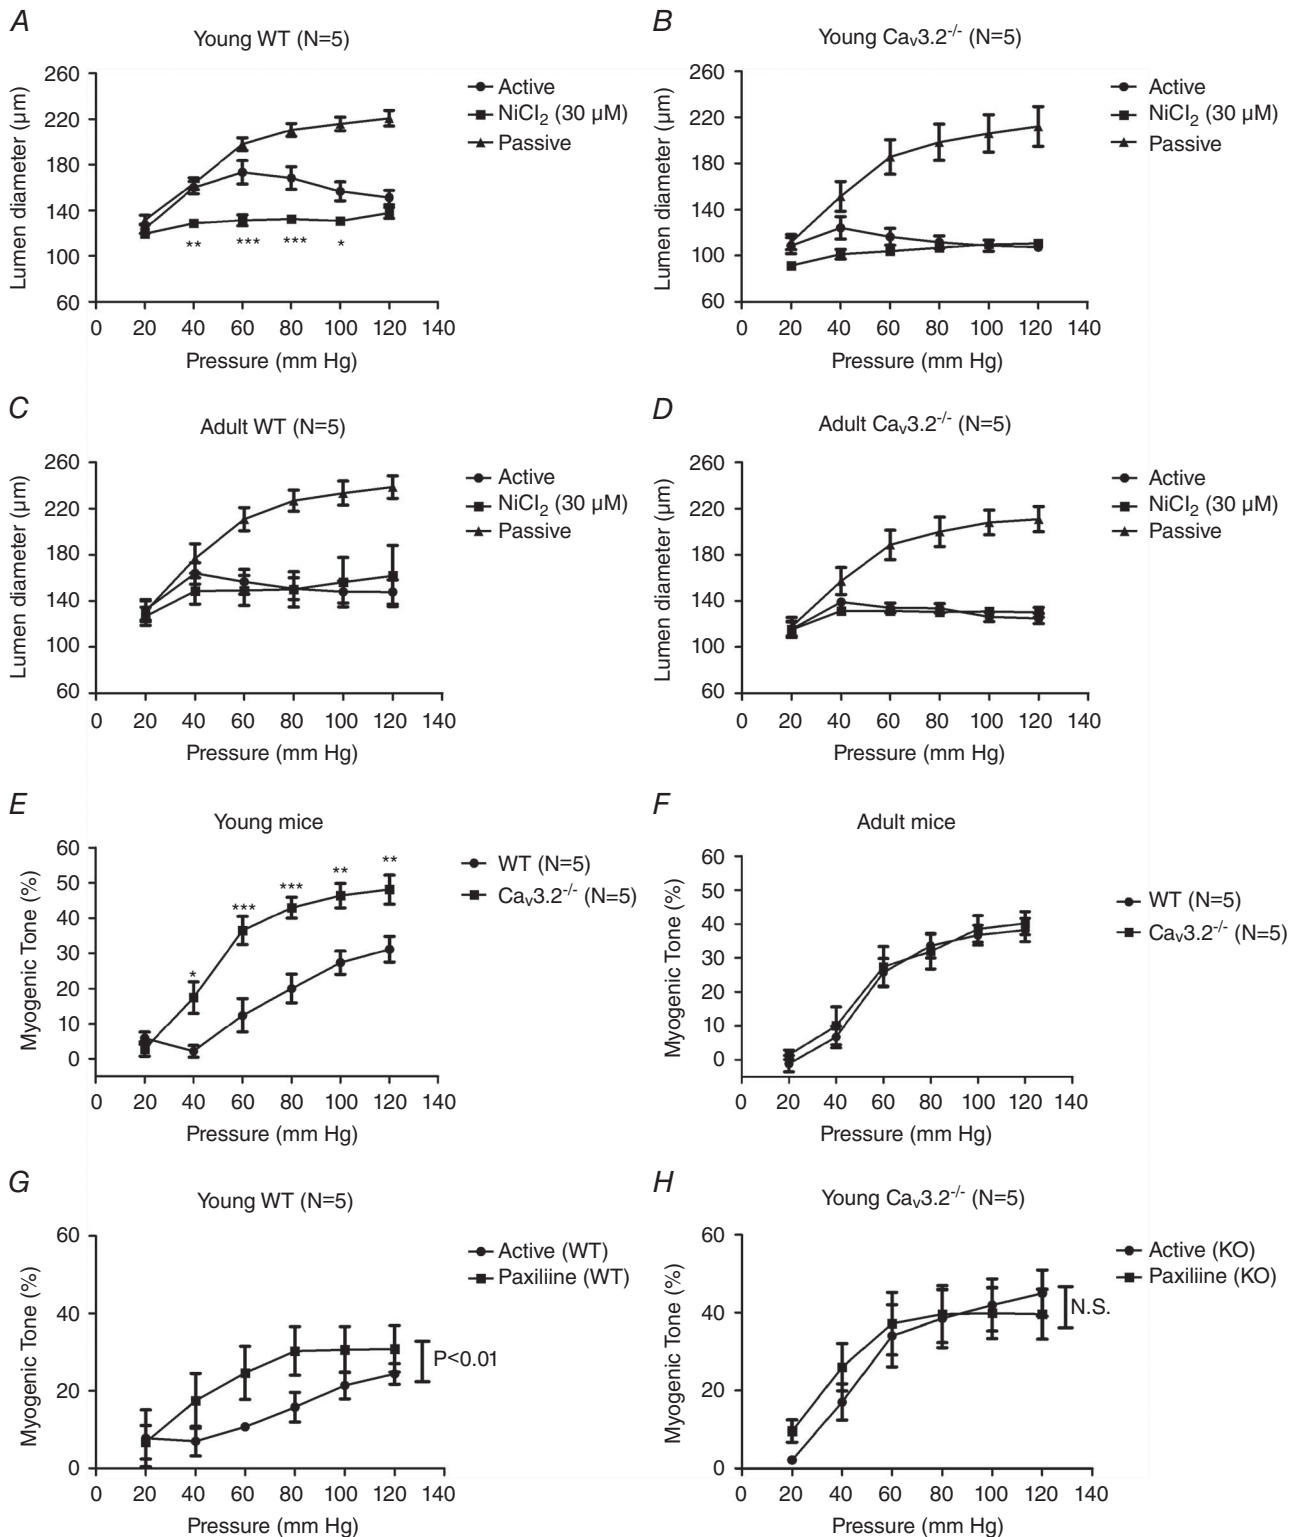 A
Young WT (N=5)
Lumen diameter (µm)
260
220
180
140
100
60
** *** *** *
0 20 40 60 80 100 120 140
Pressure (mm Hg)
Active
NiCl₂ (30 µM)
Passive
B
Young Caᵥ3.2⁻/⁻ (N=5)
Lumen diameter (µm)
260
220
180
140
100
60
0 20 40 60 80 100 120 140
Pressure (mm Hg)
Active
NiCl₂ (30 µM)
Passive
C
Adult WT (N=5)
Lumen diameter (µm)
260
220
180
140
100
60
0 20 40 60 80 100 120 140
Pressure (mm Hg)
Active
NiCl₂ (30 µM)
Passive
D
Adult Caᵥ3.2⁻/⁻ (N=5)
Lumen diameter (µm)
260
220
180
140
100
60
0 20 40 60 80 100 120 140
Pressure (mm Hg)
Active
NiCl₂ (30 µM)
Passive
E
Young mice
Myogenic Tone (%)
60
50
40
30
20
10
0
* *** *** ** **
0 20 40 60 80 100 120 140
Pressure (mm Hg)
WT (N=5)
Caᵥ3.2⁻/⁻ (N=5)
F
Adult mice
Myogenic Tone (%)
60
50
40
30
20
10
0
0 20 40 60 80 100 120 140
Pressure (mm Hg)
WT (N=5)
Caᵥ3.2⁻/⁻ (N=5)
G
Young WT (N=5)
Myogenic Tone (%)
60
40
20
0
0 20 40 60 80 100 120 140
Pressure (mm Hg)
Active (WT)
Paxiliine (WT)
P<0.01
H
Young Caᵥ3.2⁻/⁻ (N=5)
Myogenic Tone (%)
60
40
20
0
0 20 40 60 80 100 120 140
Pressure (mm Hg)
Active (KO)
Paxiliine (KO)
N.S.